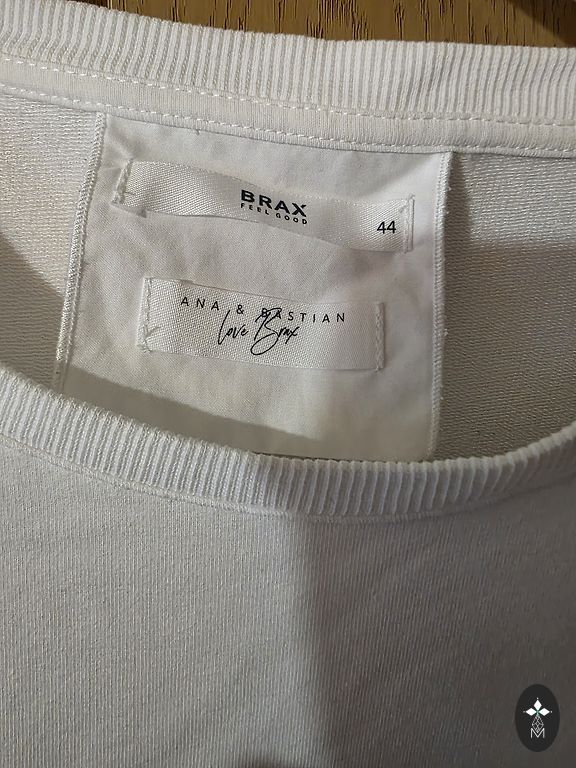 BRAX
FEEL GOOD
44
ANA & BASTIAN
love Brax
M